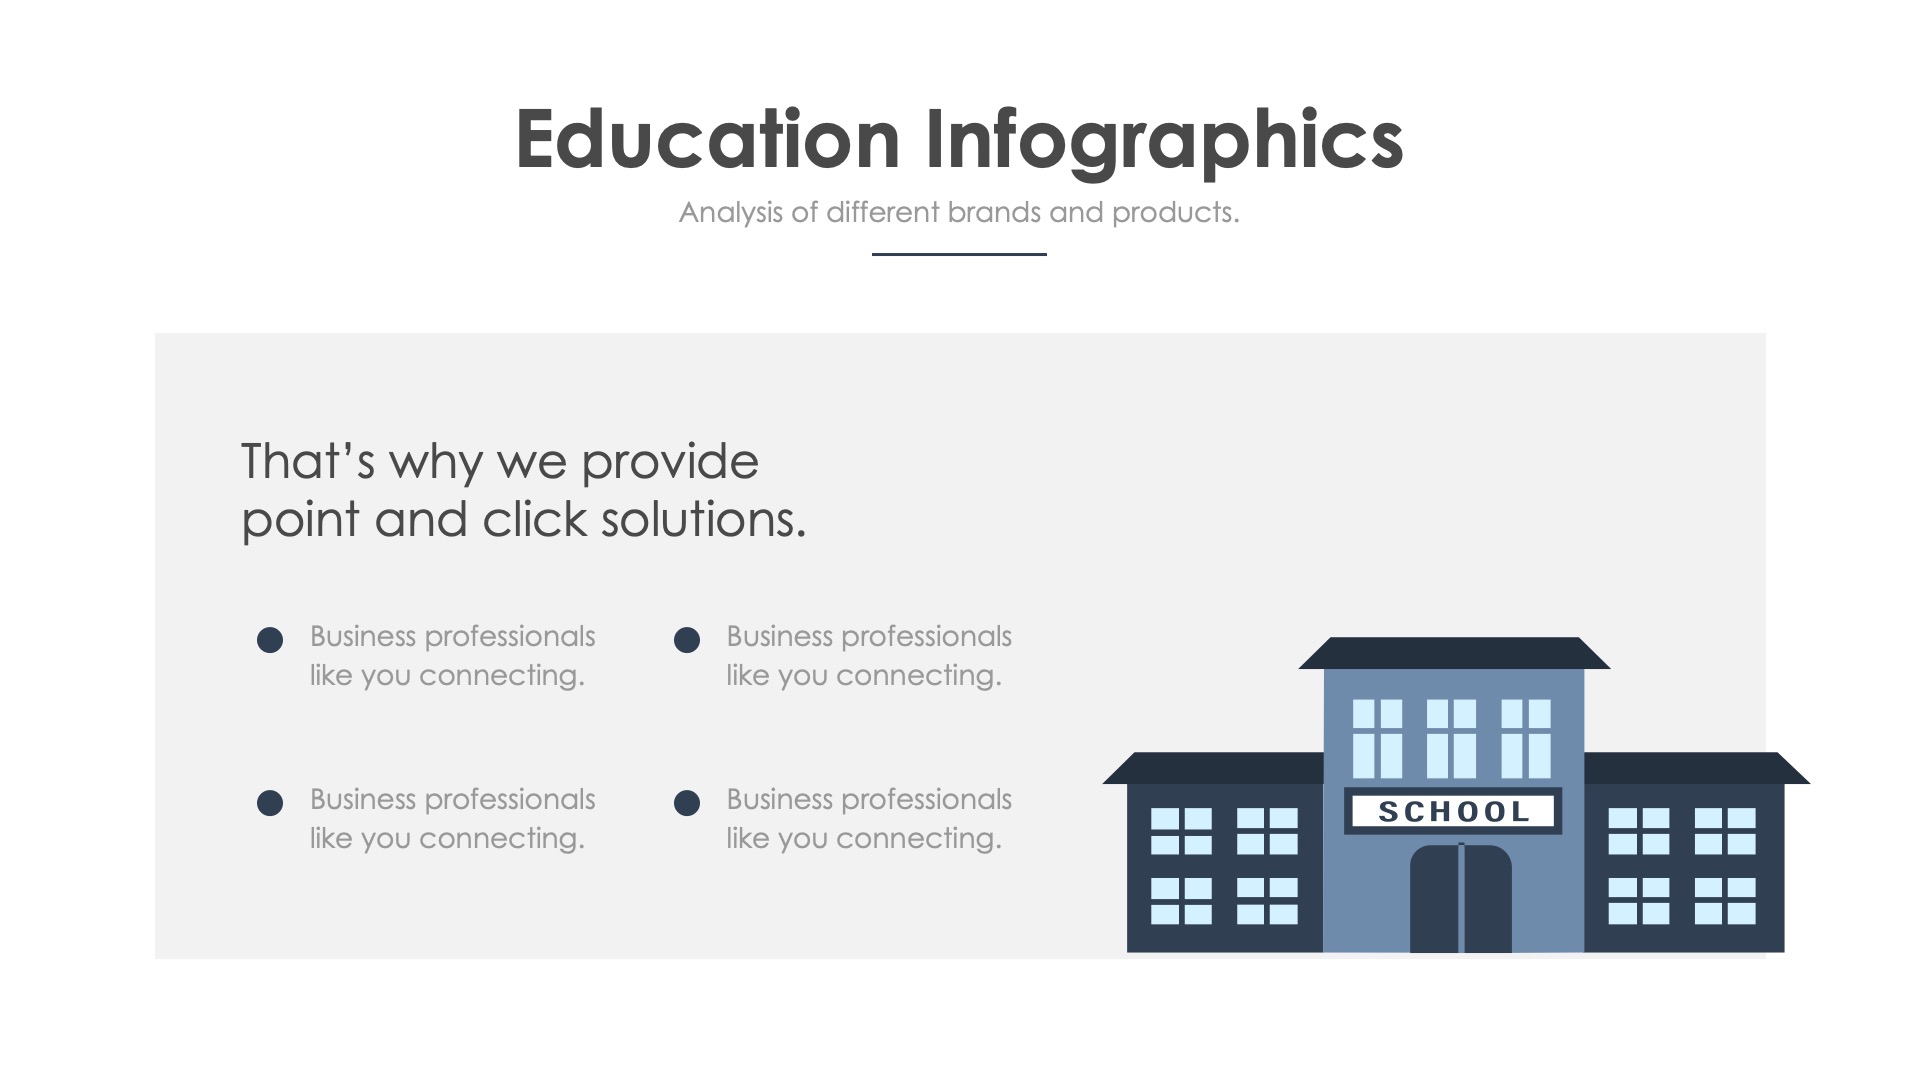 Education Infographics
Analysis of different brands and products.
That’s why we provide
point and click solutions.
Business professionals
like you connecting.
Business professionals
like you connecting.
Business professionals
like you connecting.
Business professionals
like you connecting.
SCHOOL